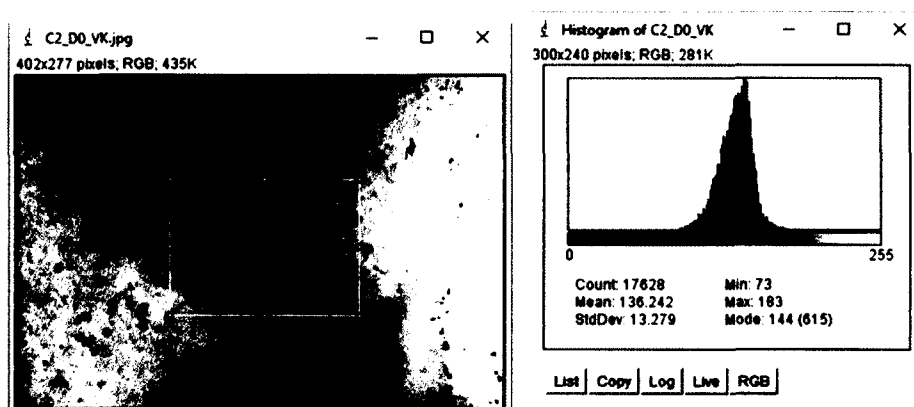 C2_D0_VK.jpg
402x277 pixels; RGB; 435K
Histogram of C2_D0_VK
300x240 pixels; RGB; 281K
0 255
Count: 17628 Min: 73
Mean: 136.242 Max: 183
StdDev: 13.279 Mode: 144 (615)
List Copy Log Live RGB